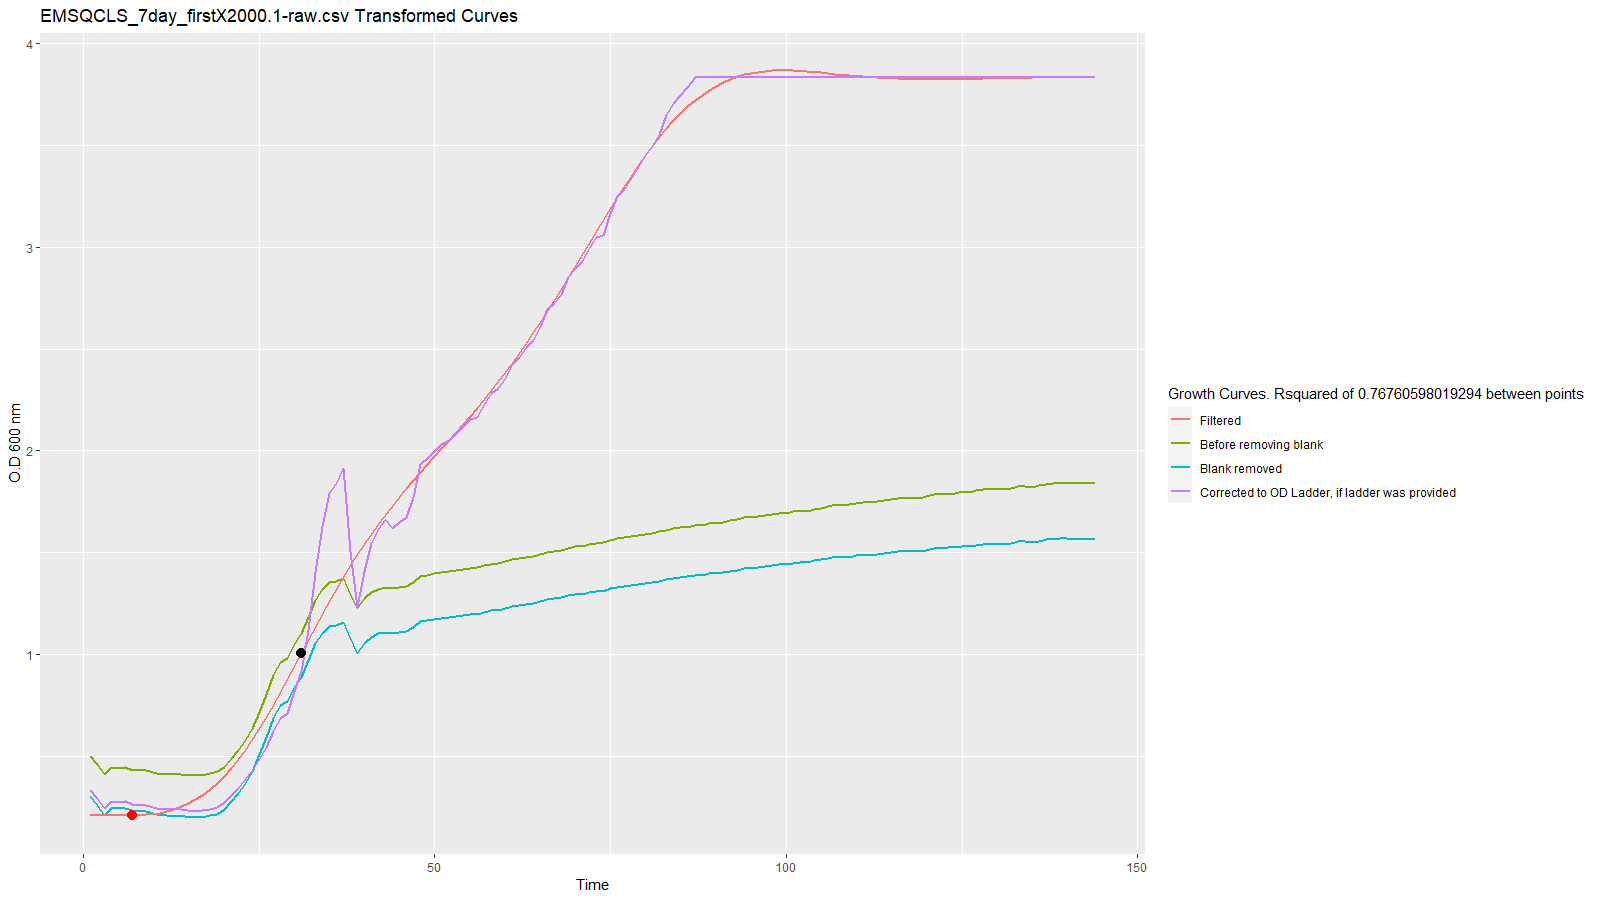 EMSQCLS_7day_firstX2000.1-raw.csv Transformed Curves
4
3
2
1
O.D 600 nm
0
50
100
150
Time
Growth Curves. Rsquared of 0.76760598019294 between points
Filtered
Before removing blank
Blank removed
Corrected to OD Ladder, if ladder was provided